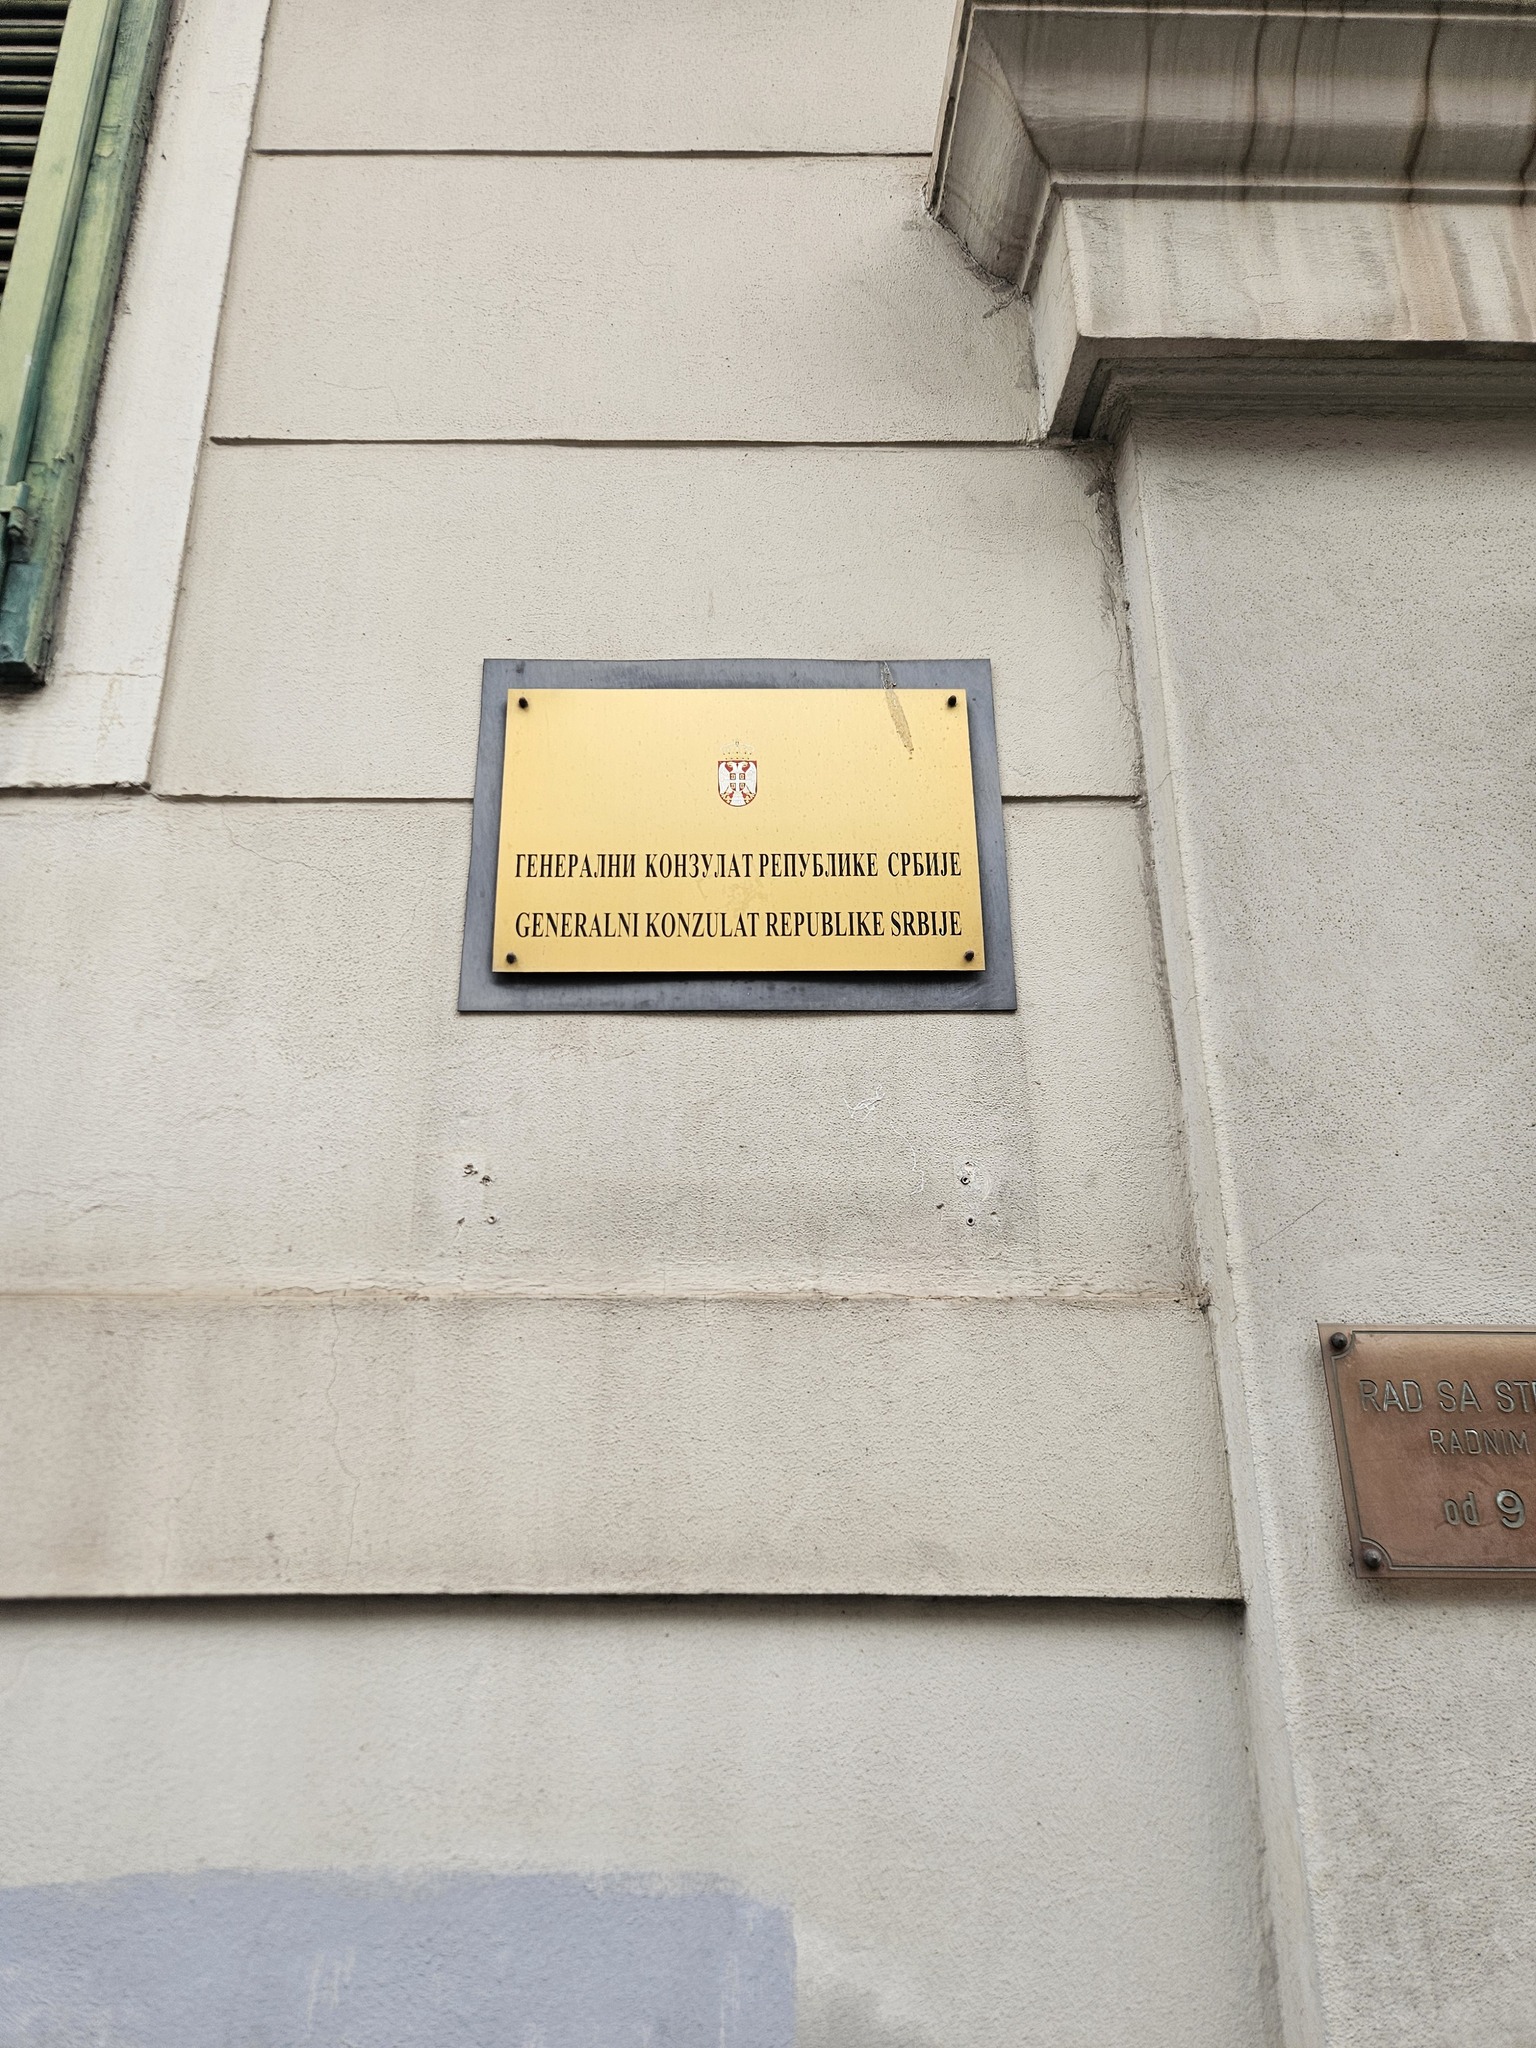 ГЕНЕРАЛНИ КОНЗУЛАТ РЕПУБЛИКЕ СРБИЈЕ
GENERALNI KONZULAT REPUBLIKE SRBIJE
RAD SA
RADNIM
od 9